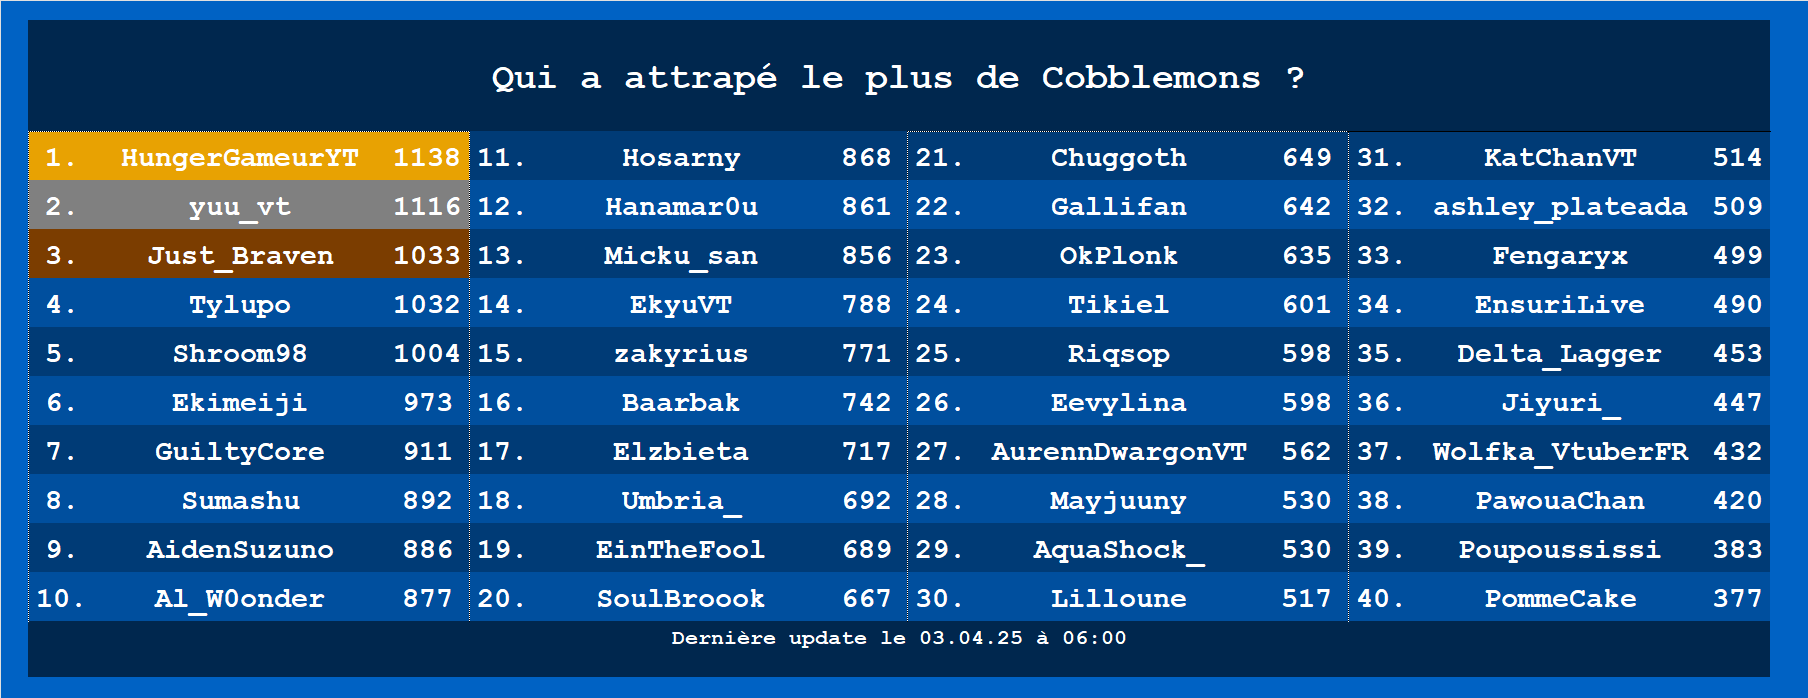 Qui a attrapé le plus de Cobblemons ?
1. HungerGameurYT 1138
2. yuu_vt 1116
3. Just_Braven 1033
4. Tylupo 1032
5. Shroom98 1004
6. Ekimeiji 973
7. GuiltyCore 911
8. Sumashu 892
9. AidenSuzuno 886
10. Al_W0onder 877
11. Hosarny 868
12. Hanamar0u 861
13. Micku_san 856
14. EkyuVT 788
15. zakyrius 771
16. Baarbak 742
17. Elzbieta 717
18. Umbria_ 692
19. EinTheFool 689
20. SoulBroook 667
21. Chuggoth 649
22. Gallifan 642
23. OkPlonk 635
24. Tikiel 601
25. Riqsop 598
26. Eevylina 598
27. AurennDwargonVT 562
28. Mayjuuny 530
29. AquaShock_ 530
30. Lilloune 517
31. KatChanVT 514
32. ashley_plateada 509
33. Fengaryx 499
34. EnsuriLive 490
35. Delta_Lagger 453
36. Jiyuri_ 447
37. Wolfka_VtuberFR 432
38. PawouaChan 420
39. Poupoussissi 383
40. PommeCake 377
Dernière update le 03.04.25 à 06:00